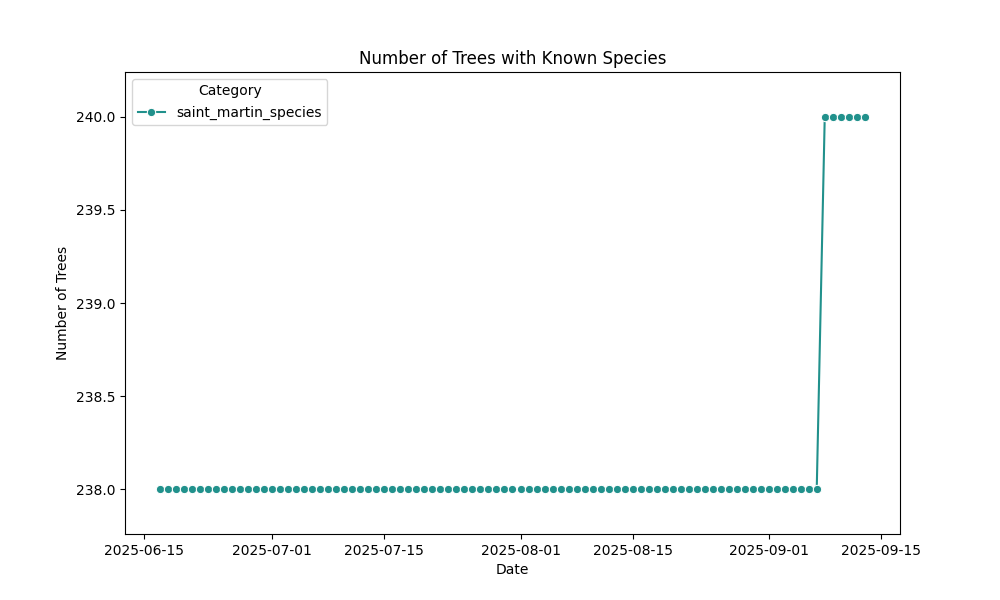 Number of Trees with Known Species
Category
saint_martin_species
240.0
239.5
239.0
238.5
238.0
Number of Trees
2025-06-15
2025-07-01
2025-07-15
2025-08-01
2025-08-15
2025-09-01
2025-09-15
Date